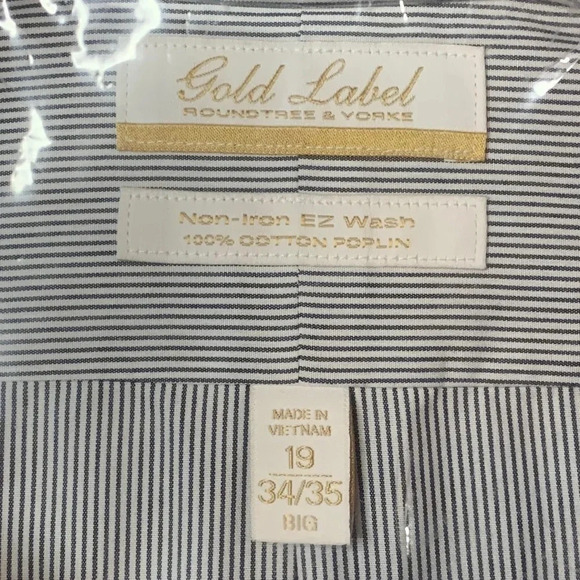 Gold Label
ROUNDTREE & YORKE
Non-Iron EZ Wash
100% COTTON POPLIN
MADE IN
VIETNAM
19
34/35
BIG